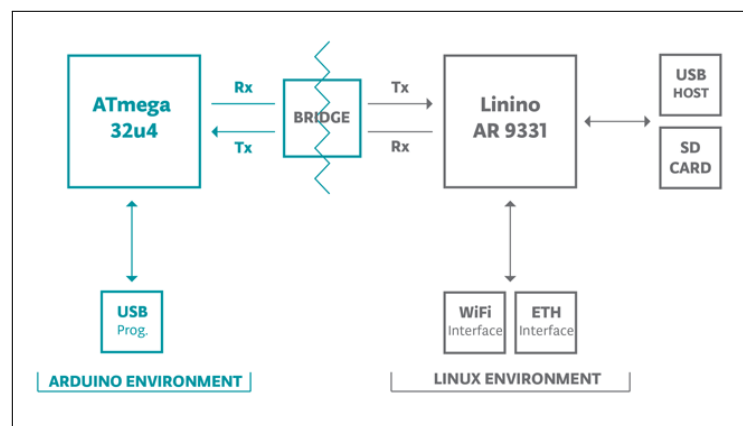 ATmega
32u4
Rx
Tx
BRIDGE
Tx
Rx
Linino
AR 9331
USB
HOST
SD
CARD
USB
Prog.
WiFi
Interface
ETH
Interface
ARDUINO ENVIRONMENT
LINUX ENVIRONMENT